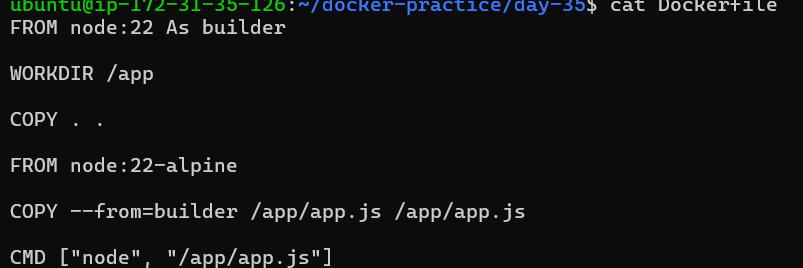 ubuntu@ip-172-31-35-126:~/docker-practice/day-35$ cat Dockerfile
FROM node:22 As builder
WORKDIR /app
COPY . .
FROM node:22-alpine
COPY --from=builder /app/app.js /app/app.js
CMD ["node", "/app/app.js"]